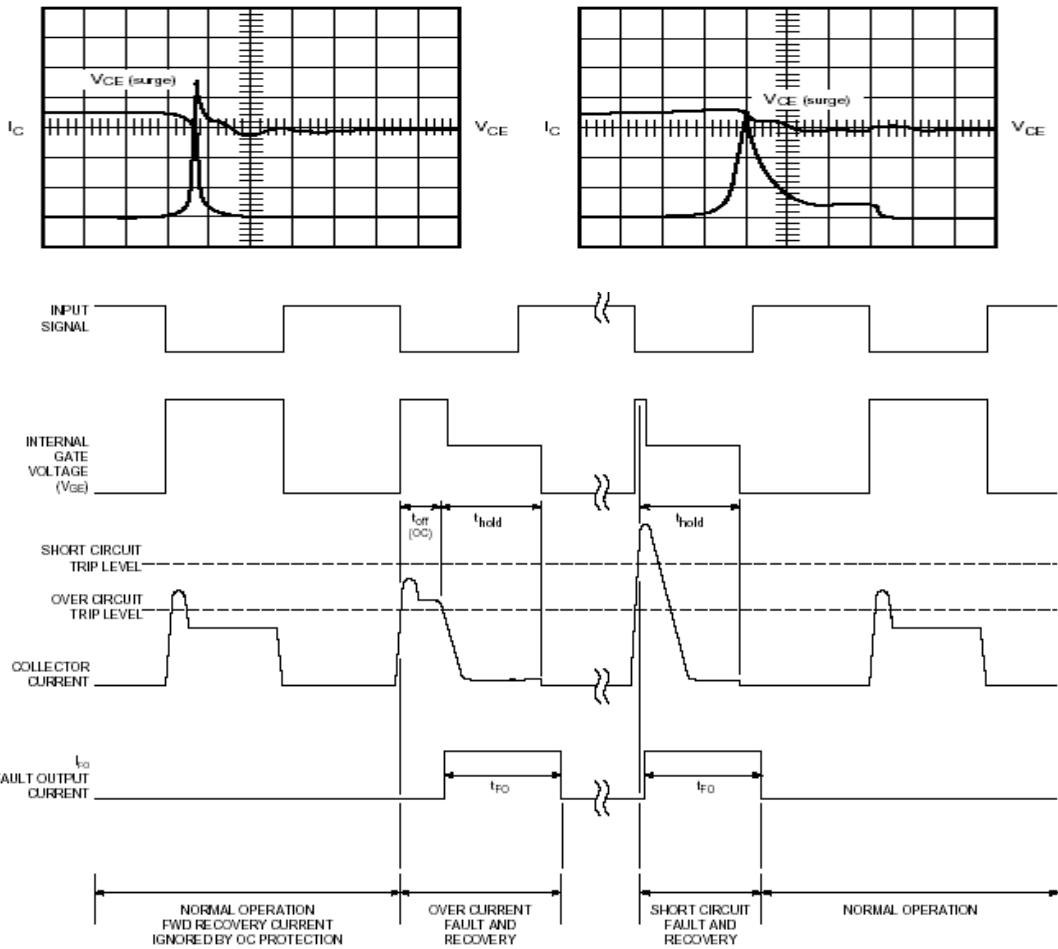 VCE (surge)
IC
VCE
VCE (surge)
IC
VCE
INPUT
SIGNAL
INTERNAL
GATE
VOLTAGE
(VGE)
toff
(OC)
thold
thold
SHORT CIRCUIT
TRIP LEVEL
OVER CIRCUIT
TRIP LEVEL
COLLECTOR
CURRENT
IFO
FAULT OUTPUT
CURRENT
tFO
tFO
NORMAL OPERATION
FWD RECOVERY CURRENT
IGNORED BY OC PROTECTION
OVER CURRENT
FAULT AND
RECOVERY
SHORT CIRCUIT
FAULT AND
RECOVERY
NORMAL OPERATION